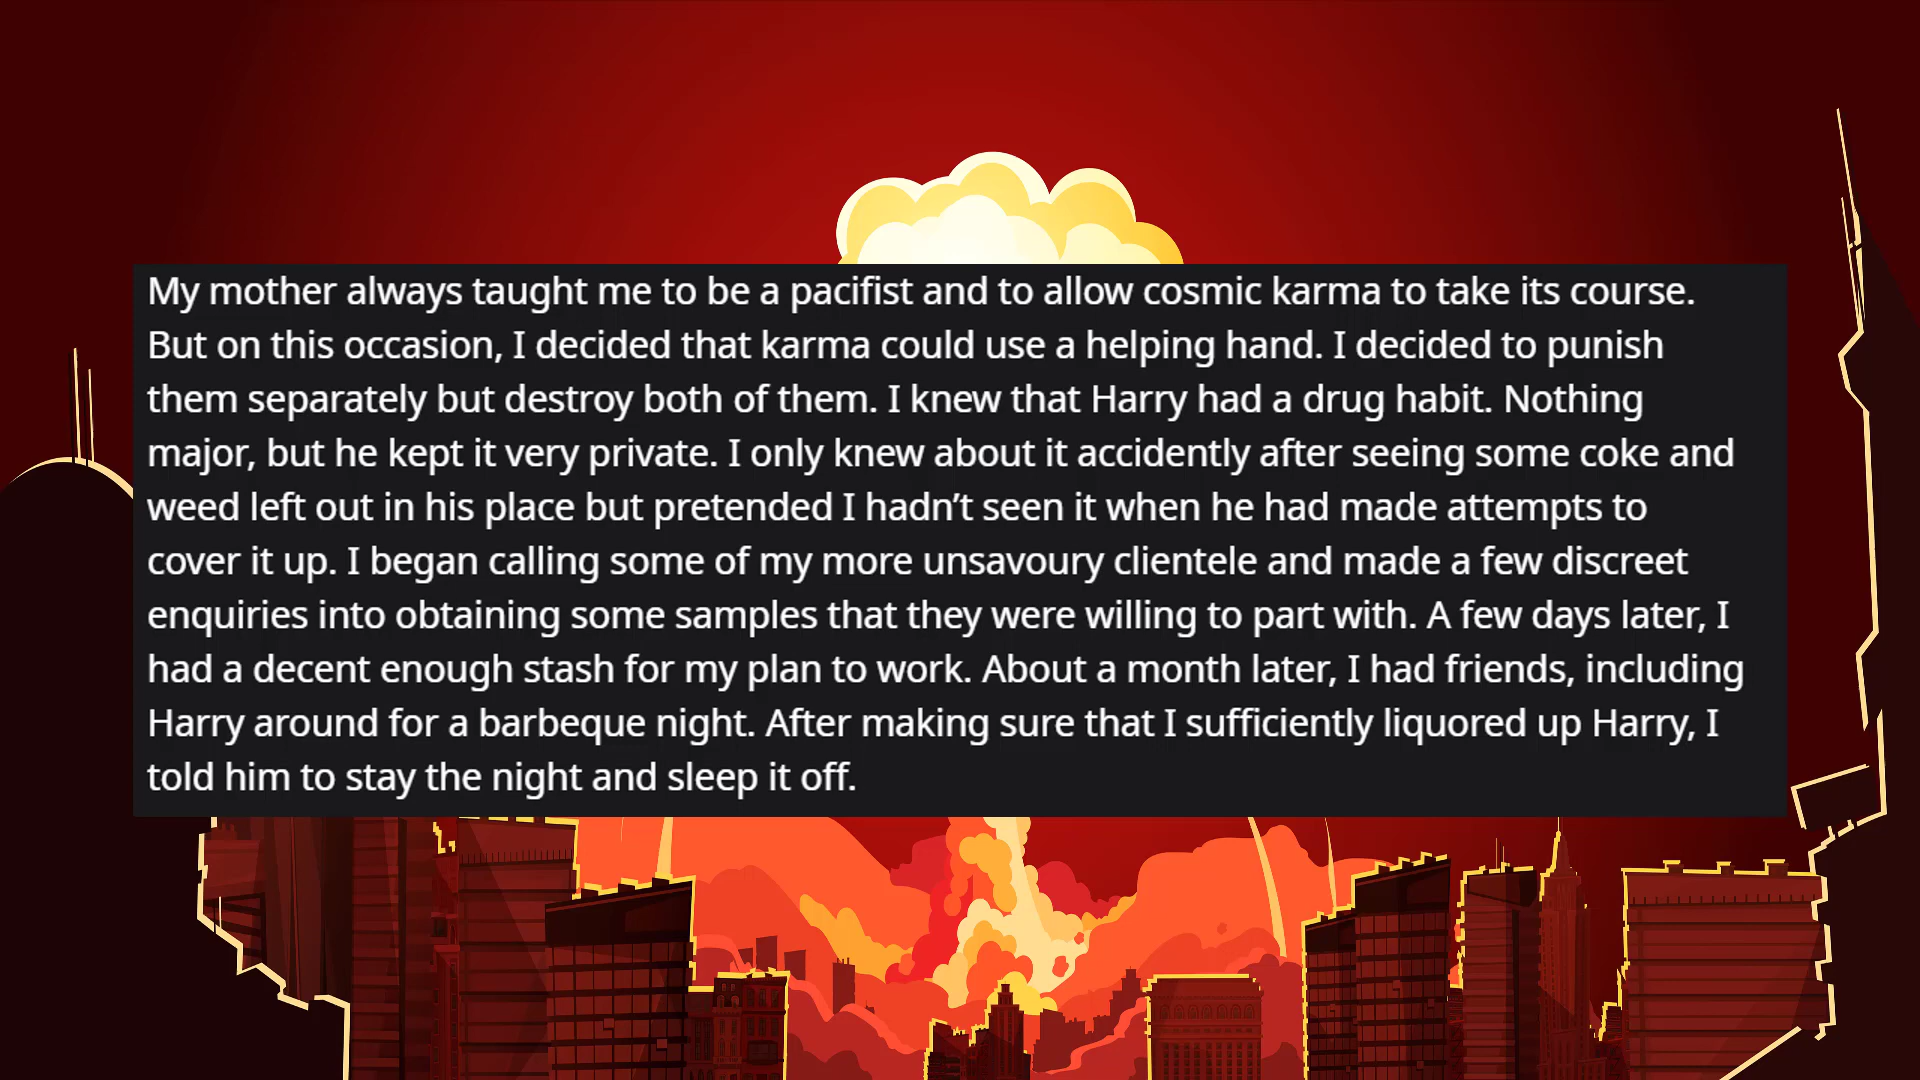 My mother always taught me to be a pacifist and to allow cosmic karma to take its course.
But on this occasion, I decided that karma could use a helping hand. I decided to punish
them separately but destroy both of them. I knew that Harry had a drug habit. Nothing
major, but he kept it very private. I only knew about it accidently after seeing some coke and
weed left out in his place but pretended I hadn’t seen it when he had made attempts to
cover it up. I began calling some of my more unsavoury clientele and made a few discreet
enquiries into obtaining some samples that they were willing to part with. A few days later, I
had a decent enough stash for my plan to work. About a month later, I had friends, including
Harry around for a barbeque night. After making sure that I sufficiently liquored up Harry, I
told him to stay the night and sleep it off.